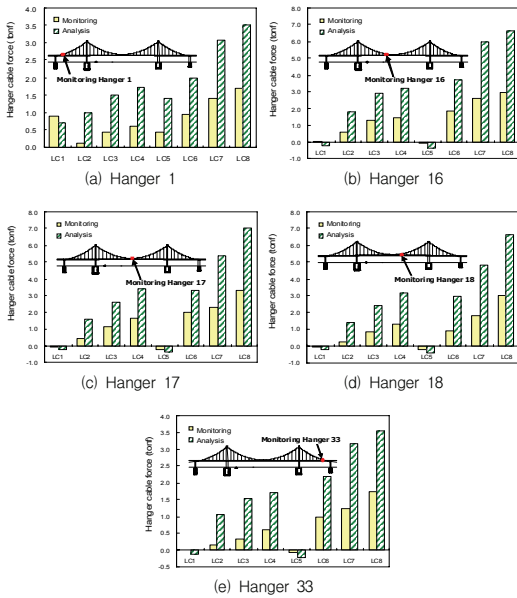 Hanger cable force (tonf)
4.0
3.5
3.0
2.5
2.0
1.5
1.0
0.5
0.0
Monitoring
Analysis
Monitoring Hanger 1
LC1 LC2 LC3 LC4 LC5 LC6 LC7 LC8
(a) Hanger 1
Hanger cable force (tonf)
8.0
7.0
6.0
5.0
4.0
3.0
2.0
1.0
0.0
-1.0
Monitoring
Analysis
Monitoring Hanger 16
LC1 LC2 LC3 LC4 LC5 LC6 LC7 LC8
(b) Hanger 16
Hanger cable force (tonf)
8.0
7.0
6.0
5.0
4.0
3.0
2.0
1.0
0.0
-1.0
Monitoring
Analysis
Monitoring Hanger 17
LC1 LC2 LC3 LC4 LC5 LC6 LC7 LC8
(c) Hanger 17
Hanger cable force (tonf)
8.0
7.0
6.0
5.0
4.0
3.0
2.0
1.0
0.0
-1.0
Monitoring
Analysis
Monitoring Hanger 18
LC1 LC2 LC3 LC4 LC5 LC6 LC7 LC8
(d) Hanger 18
Hanger cable force (tonf)
4.0
3.5
3.0
2.5
2.0
1.5
1.0
0.5
0.0
-0.5
Monitoring
Analysis
Monitoring Hanger 33
LC1 LC2 LC3 LC4 LC5 LC6 LC7 LC8
(e) Hanger 33